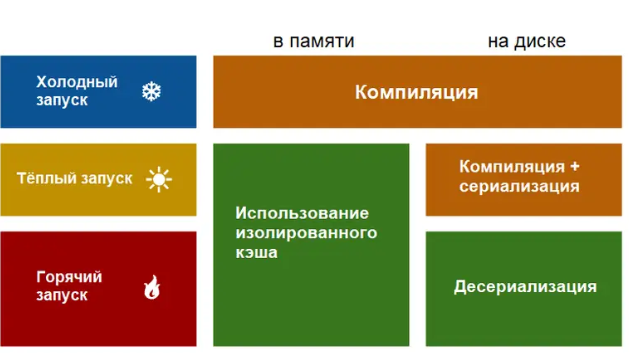 в памяти
на диске
Холодный
запуск
Компиляция
Тёплый запуск
Компиляция +
сериализация
Использование
изолированного
кэша
Горячий
запуск
Десериализация